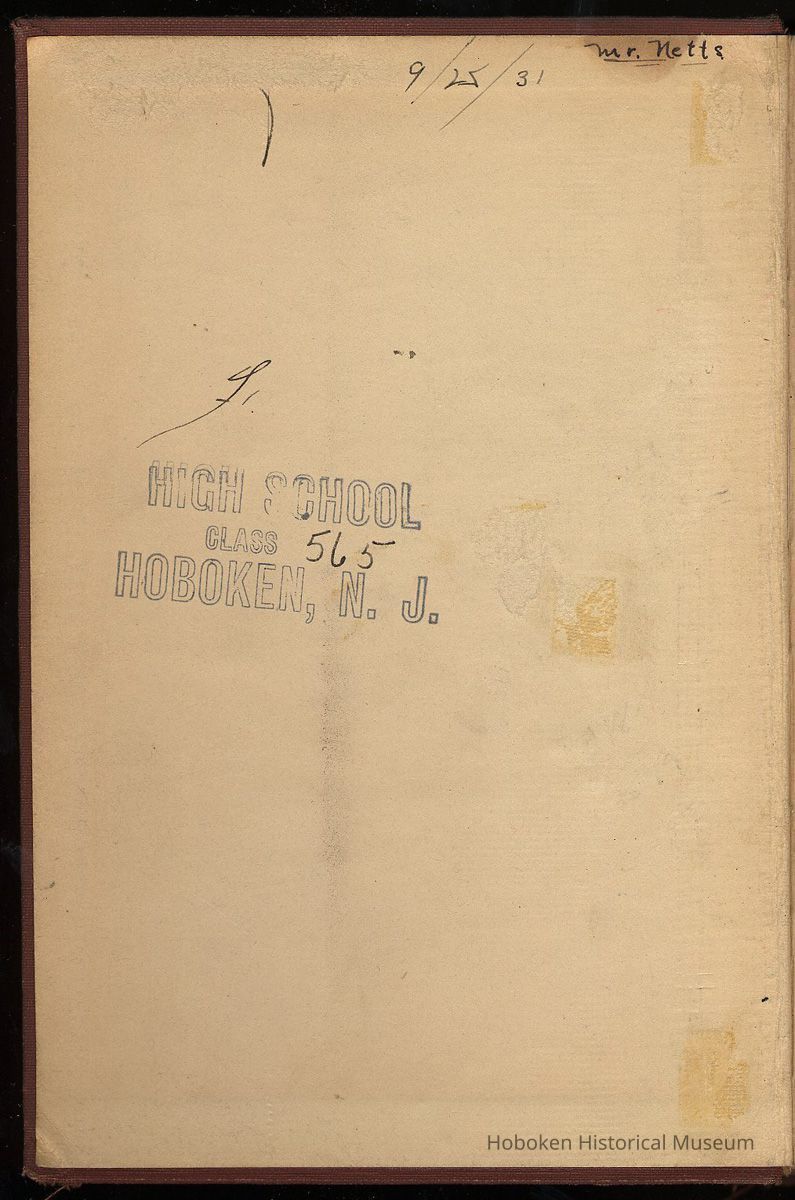 Mr. Netts
9/25/31
HIGH SCHOOL
CLASS 565
HOBOKEN, N. J.
Hoboken Historical Museum